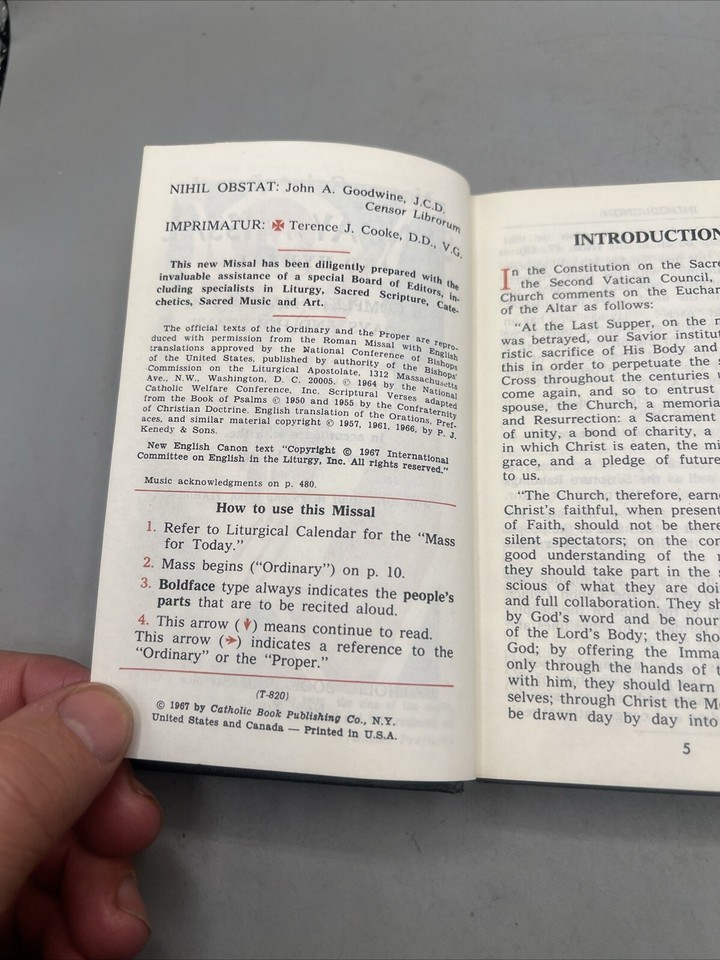 NIHIL OBSTAT: John A. Goodwine, J.C.D.
Censor Librorum
IMPRIMATUR: ✠ Terence J. Cooke, D.D., V.G.
This new Missal has been diligently prepared with the
invaluable assistance of a special Board of Editors, in-
cluding specialists in Liturgy, Sacred Scripture, Cate-
chetics, Sacred Music and Art.
The official texts of the Ordinary and the Proper are repro-
duced with permission from the Roman Missal with English
translations approved by the National Conference of Bishops
of the United States, published by authority of the Bishops'
Commission on the Liturgical Apostolate, 1312 Massachusetts
Ave., N.W., Washington, D. C. 20005. © 1964 by the National
Catholic Welfare Conference, Inc. Scriptural Verses adapted
from the Book of Psalms © 1950 and 1955 by the Confraternity
of Christian Doctrine. English translation of the Orations, Pref-
aces, and similar material copyright © 1957, 1961, 1966, by P. J.
Kenedy & Sons.
New English Canon text "Copyright © 1967 International
Committee on English in the Liturgy, Inc. All rights reserved."
Music acknowledgments on p. 480.
How to use this Missal
1. Refer to Liturgical Calendar for the "Mass
for Today."
2. Mass begins ("Ordinary") on p. 10.
3. Boldface type always indicates the people's
parts that are to be recited aloud.
4. This arrow (↓) means continue to read.
This arrow (→) indicates a reference to the
"Ordinary" or the "Proper."
(T-820)
© 1967 by Catholic Book Publishing Co., N.Y.
United States and Canada — Printed in U.S.A.
INTRODUCTION
In the Constitution on the
the Second Vatican Council,
Church comments on the
of the Altar as follows:
"At the Last Supper, on the
was betrayed, our Savior
ristic sacrifice of His Body and
this in order to perpetuate the
Cross throughout the centuries
come again, and so to entrust
spouse, the Church, a
and Resurrection: a Sacrament
of unity, a bond of charity, a
in which Christ is eaten, the
grace, and a pledge of future
to us.
"The Church, therefore,
Christ's faithful, when
of Faith, should not be
silent spectators; on the
good understanding of the
they should take part in the
scious of what they are
and full collaboration. They
by God's word and be
of the Lord's Body; they
God; by offering the
only through the hands of
with him, they should learn
selves; through Christ the
be drawn day by day into
5